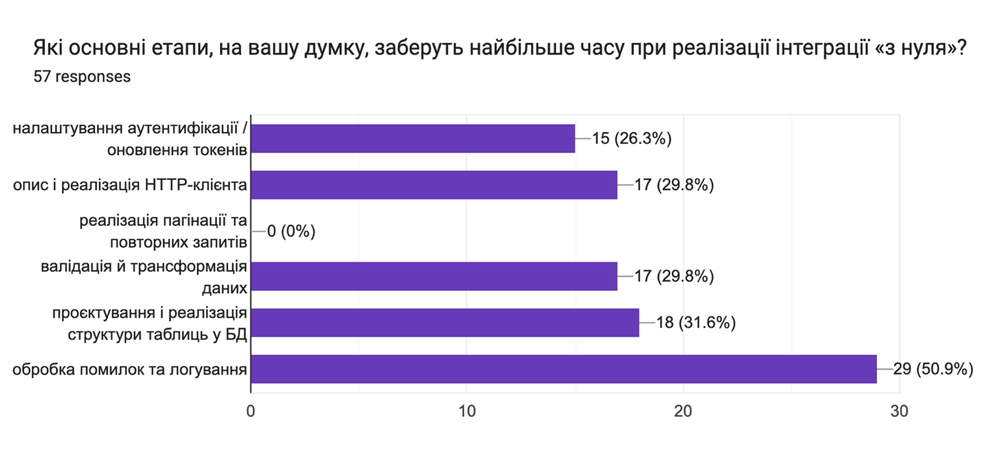 Які основні етапи, на вашу думку, заберуть найбільше часу при реалізації інтеграції «з нуля»?
57 responses
налаштування аутентифікації /
оновлення токенів
15 (26.3%)
опис і реалізація HTTP-клієнта
17 (29.8%)
реалізація пагінації та
повторних запитів
0 (0%)
валідація й трансформація
даних
17 (29.8%)
проєктування і реалізація
структури таблиць у БД
18 (31.6%)
обробка помилок та логування
29 (50.9%)
0
10
20
30